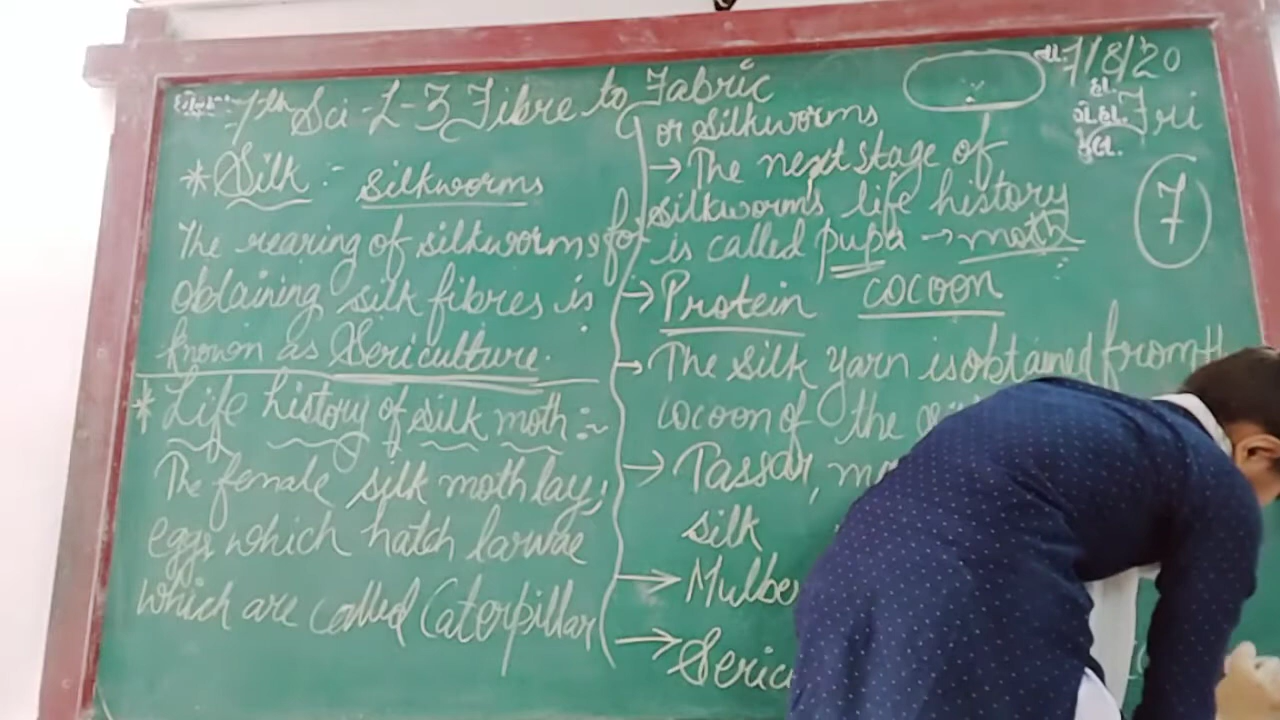 7th Sci - L-3 Fibre to Fabric
* Silk :- silkworms
The rearing of silkworms for
obtaining silk fibres is
known as Sericulture.
* Life history of silk moth :-
The female silk moth lay,
eggs, which hatch larvae
which are called Caterpillar
or silkworms
→ The next stage of
silkworms life history
is called pupa → moth
→ Protein cocoon
→ The silk yarn is obtained from
cocoon of the
→ Tassar,
silk
→ Mulbe
→ Seric
તા. 7/8/20
Fri
7